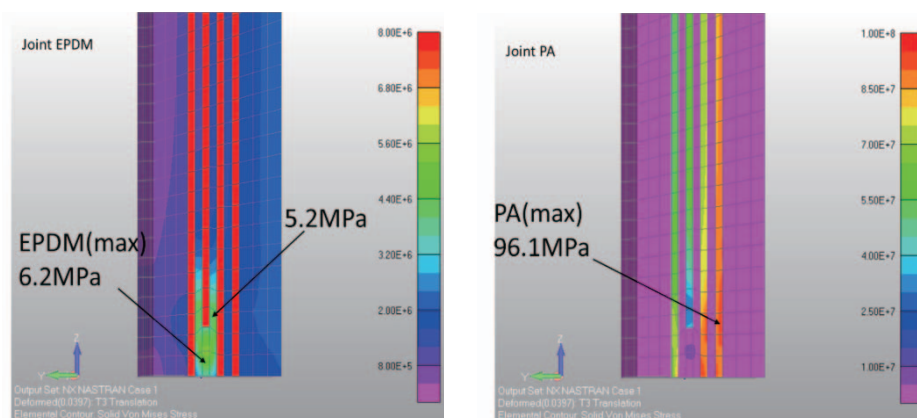 Joint EPDM
8.00E+6
6.80E+6
5.60E+6
4.40E+6
3.20E+6
2.00E+6
8.00E+5
5.2MPa
EPDM(max)
6.2MPa
Z
Y
Output Set: NX NASTRAN Case 1
Deformed(0.0397): T3 Translation
Elemental Contour: Solid Von Mises Stress
Joint PA
1.00E+8
8.50E+7
7.00E+7
5.50E+7
4.00E+7
2.50E+7
1.00E+7
PA(max)
96.1MPa
Z
Y
Output Set: NX NASTRAN Case 1
Deformed(0.0397): T3 Translation
Elemental Contour: Solid Von Mises Stress